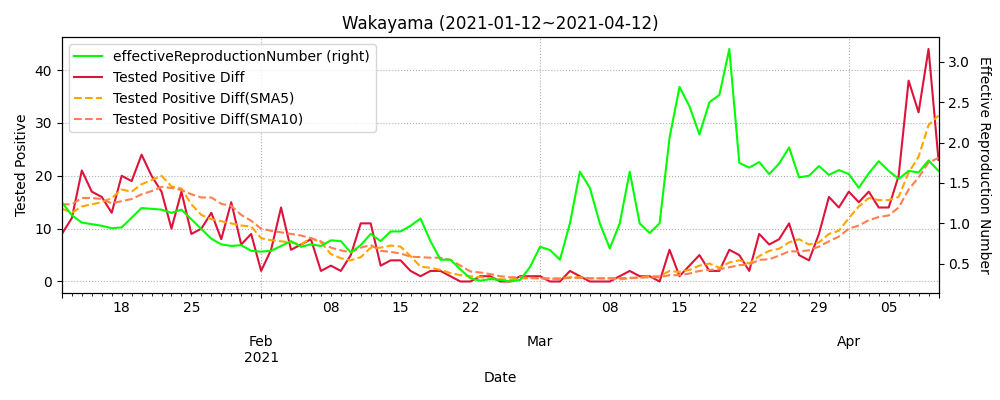 Wakayama (2021-01-12~2021-04-12)
effectiveReproductionNumber (right)
Tested Positive Diff
Tested Positive Diff(SMA5)
Tested Positive Diff(SMA10)
Tested Positive
40
30
20
10
0
3.0
2.5
2.0
1.5
1.0
0.5
Effective Reproduction Number
18 25 08 15 22 08 15 22 29 05
Feb Mar Apr
2021
Date